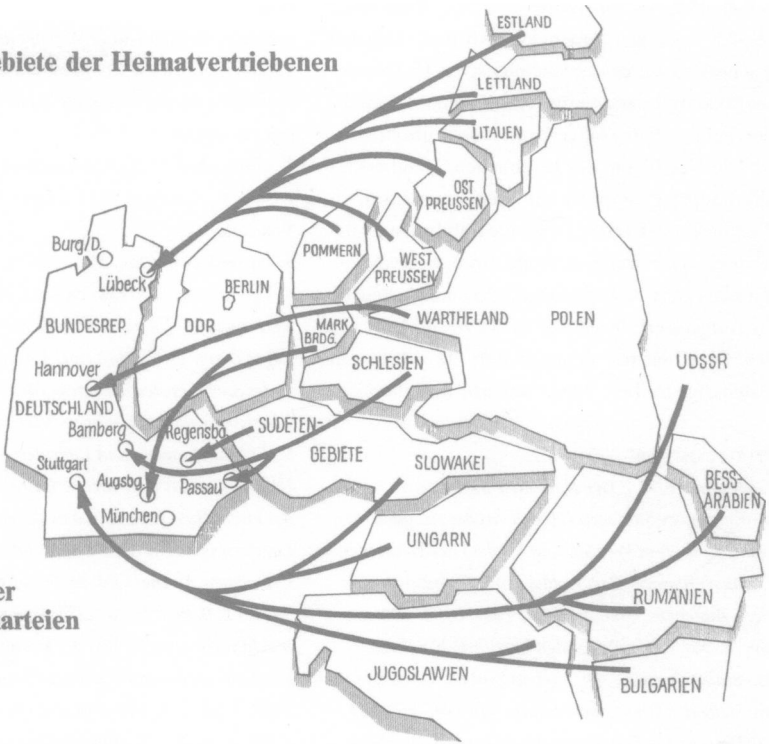 ebiete der Heimatvertriebenen
ESTLAND
LETTLAND
LITAUEN
OST
PREUSSEN
POMMERN
WEST
PREUSSEN
Burg/D.
Lübeck
BERLIN
BUNDESREP.
DDR
MARK
BRDG.
WARTHELAND
POLEN
SCHLESIEN
UDSSR
Hannover
DEUTSCHLAND
Bamberg
Regensbg.
SUDETEN-
GEBIETE
SLOWAKEI
Stuttgart
Augsbg.
Passau
München
BESS-
ARABIEN
UNGARN
RUMÄNIEN
er
arteien
JUGOSLAWIEN
BULGARIEN